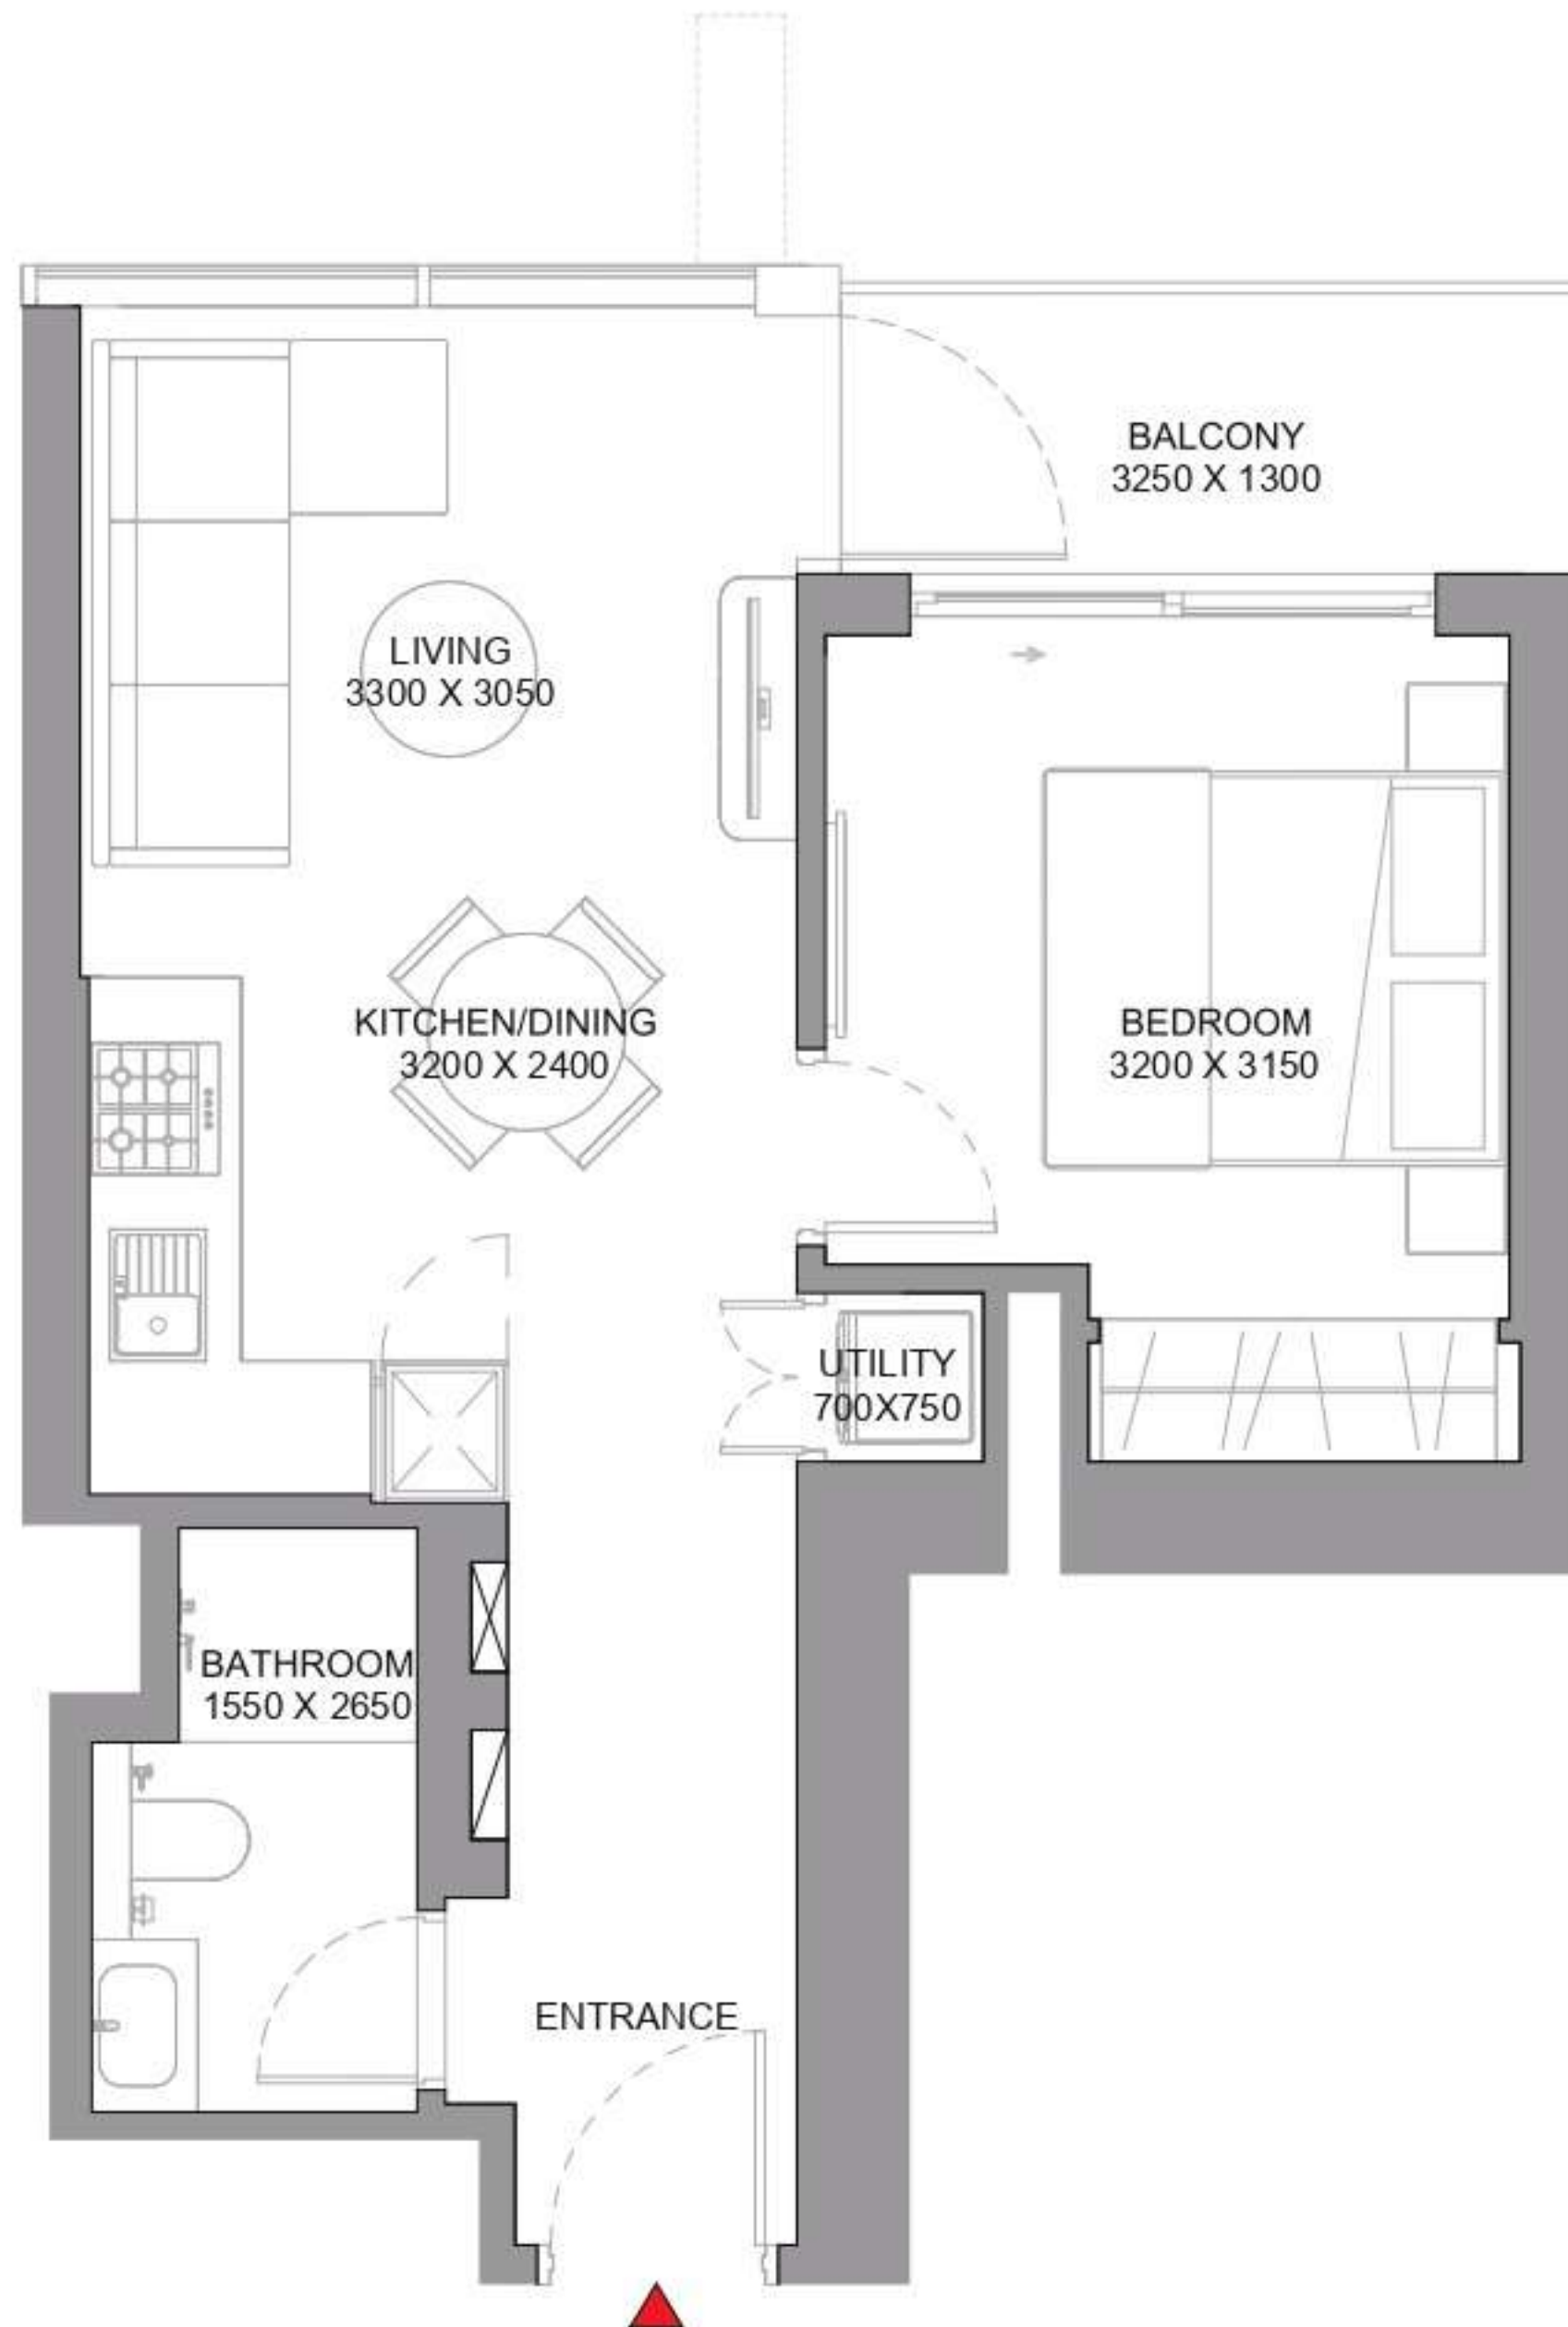 BALCONY
3250 X 1300
LIVING
3300 X 3050
KITCHEN/DINING
3200 X 2400
BEDROOM
3200 X 3150
UTILITY
700X750
BATHROOM
1550 X 2650
ENTRANCE